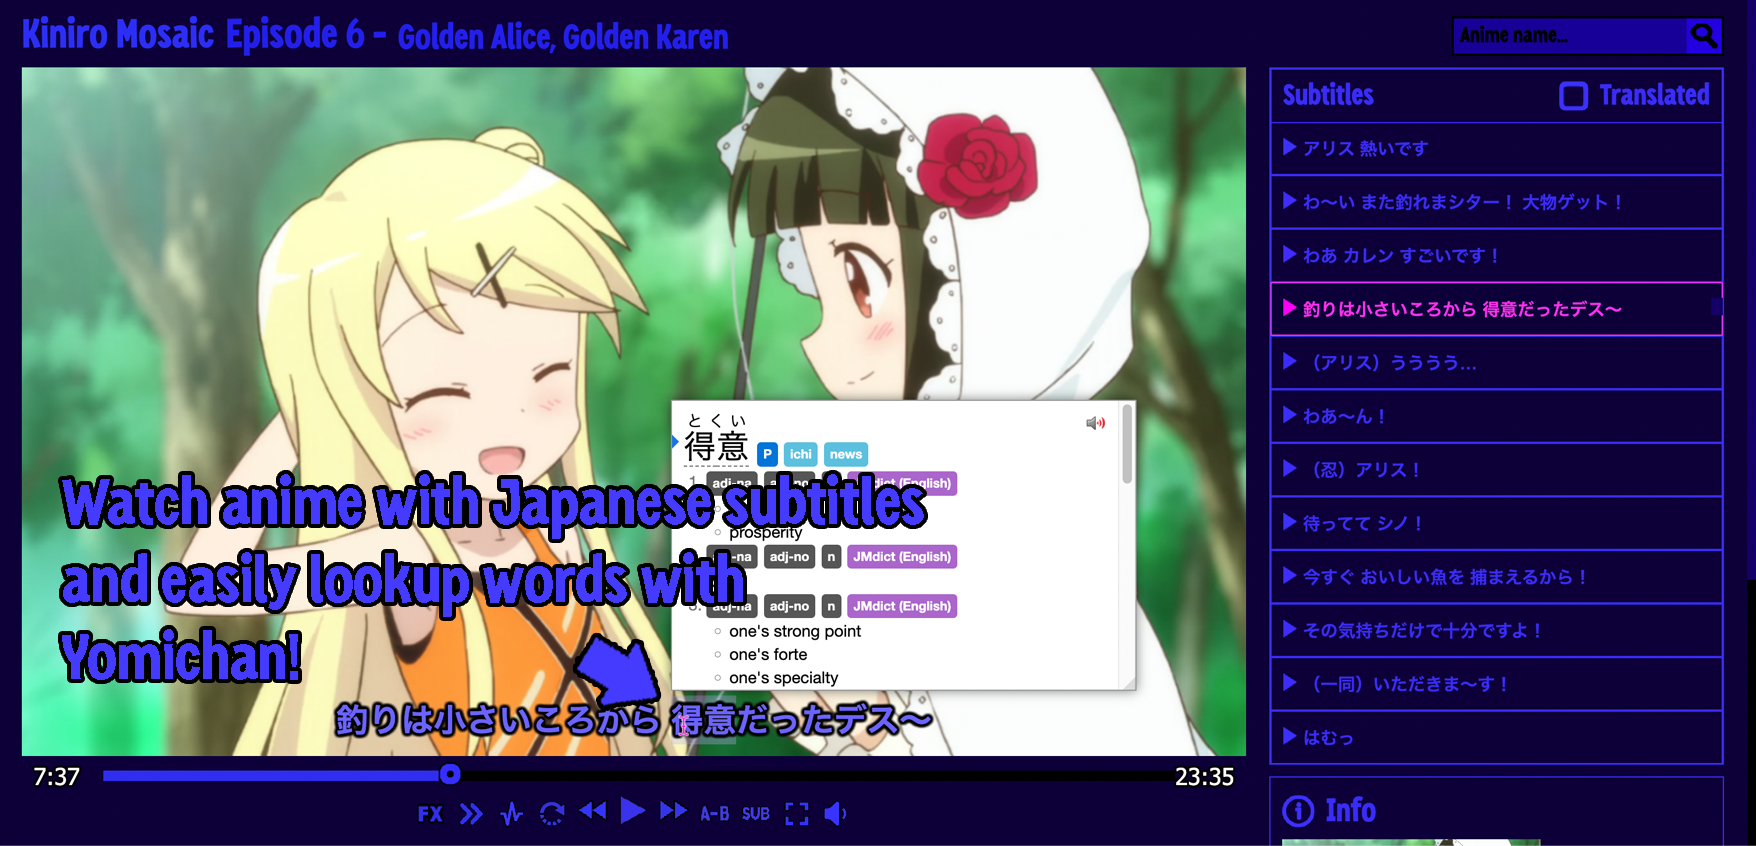 Kiniro Mosaic Episode 6 - Golden Alice, Golden Karen
Anime name...
Watch anime with Japanese subtitles
and easily lookup words with
Yomichan!
とくい
得意 P ichi news
adj-na JMdict (English)
prosperity
adj-na adj-no n JMdict (English)
3. adj-na adj-no n JMdict (English)
one's strong point
one's forte
one's specialty
釣りは小さいころから 得意だったデス〜
7:37
23:35
FX
A-B
SUB
Subtitles
Translated
アリス 熱いです
わ〜い また釣れまシター！ 大物ゲット！
わあ カレン すごいです！
釣りは小さいころから 得意だったデス〜
（アリス）うううう…
わあ〜ん！
（忍）アリス！
待ってて シノ！
今すぐ おいしい魚を 捕まえるから！
その気持ちだけで十分ですよ！
（一同）いただきま〜す！
はむっ
Info